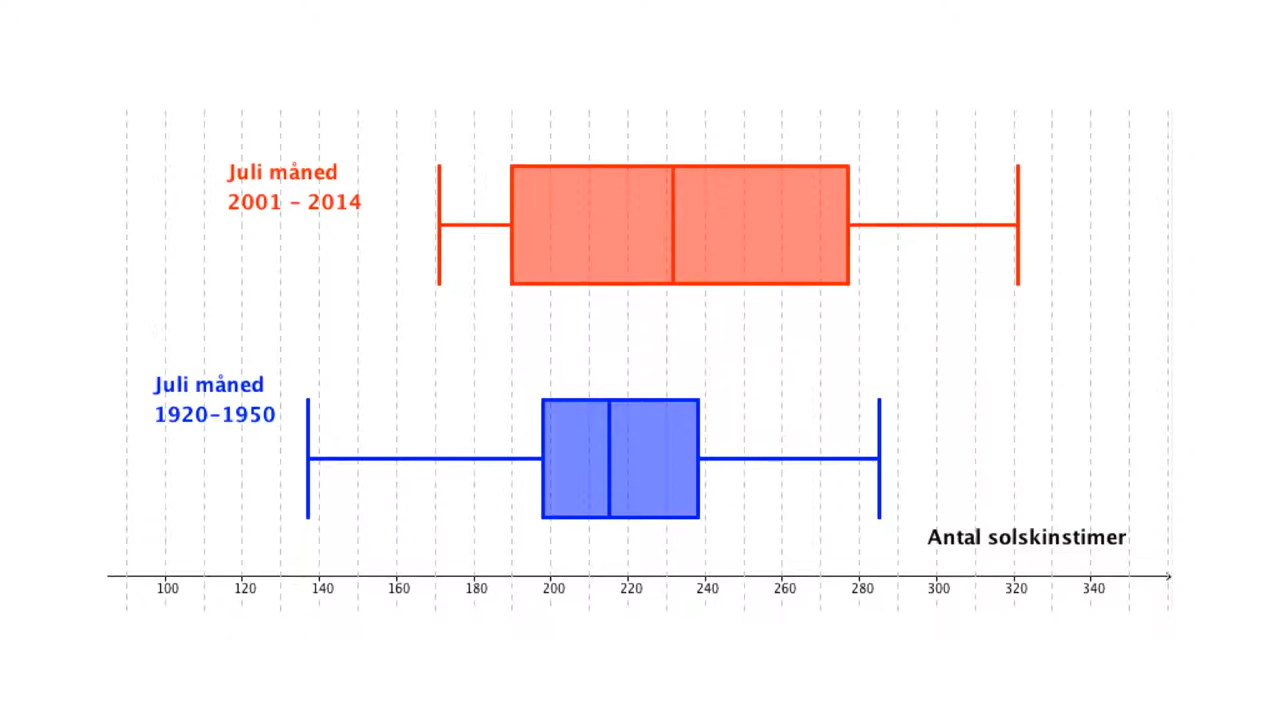 Juli måned
2001 – 2014
Juli måned
1920–1950
Antal solskinstimer
100 120 140 160 180 200 220 240 260 280 300 320 340